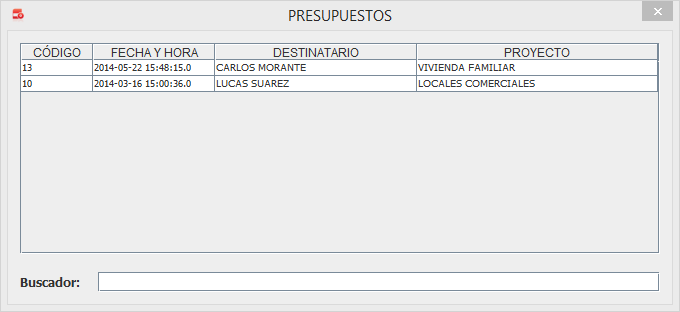 PRESUPUESTOS
CÓDIGO FECHA Y HORA DESTINATARIO PROYECTO
13 2014-05-22 15:48:15.0 CARLOS MORANTE VIVIENDA FAMILIAR
10 2014-03-16 15:00:36.0 LUCAS SUAREZ LOCALES COMERCIALES
Buscador: